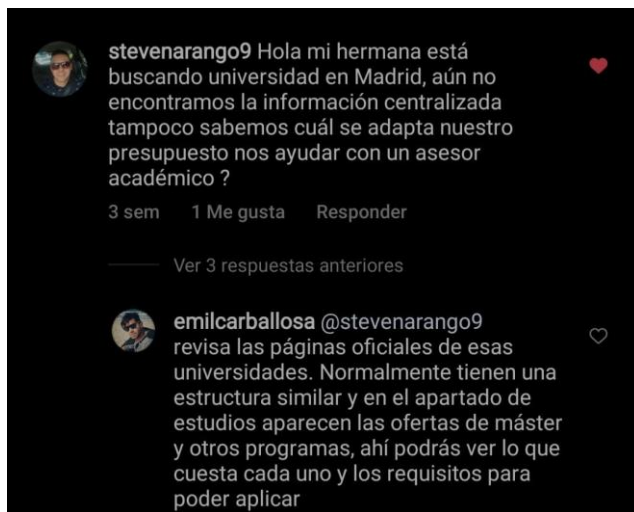 stevenarango9 Hola mi hermana está
buscando universidad en Madrid, aún no
encontramos la información centralizada
tampoco sabemos cuál se adapta nuestro
presupuesto nos ayudar con un asesor
académico ?
3 sem 1 Me gusta Responder
Ver 3 respuestas anteriores
emilcarballosa @stevenarango9
revisa las páginas oficiales de esas
universidades. Normalmente tienen una
estructura similar y en el apartado de
estudios aparecen las ofertas de máster
y otros programas, ahí podrás ver lo que
cuesta cada uno y los requisitos para
poder aplicar